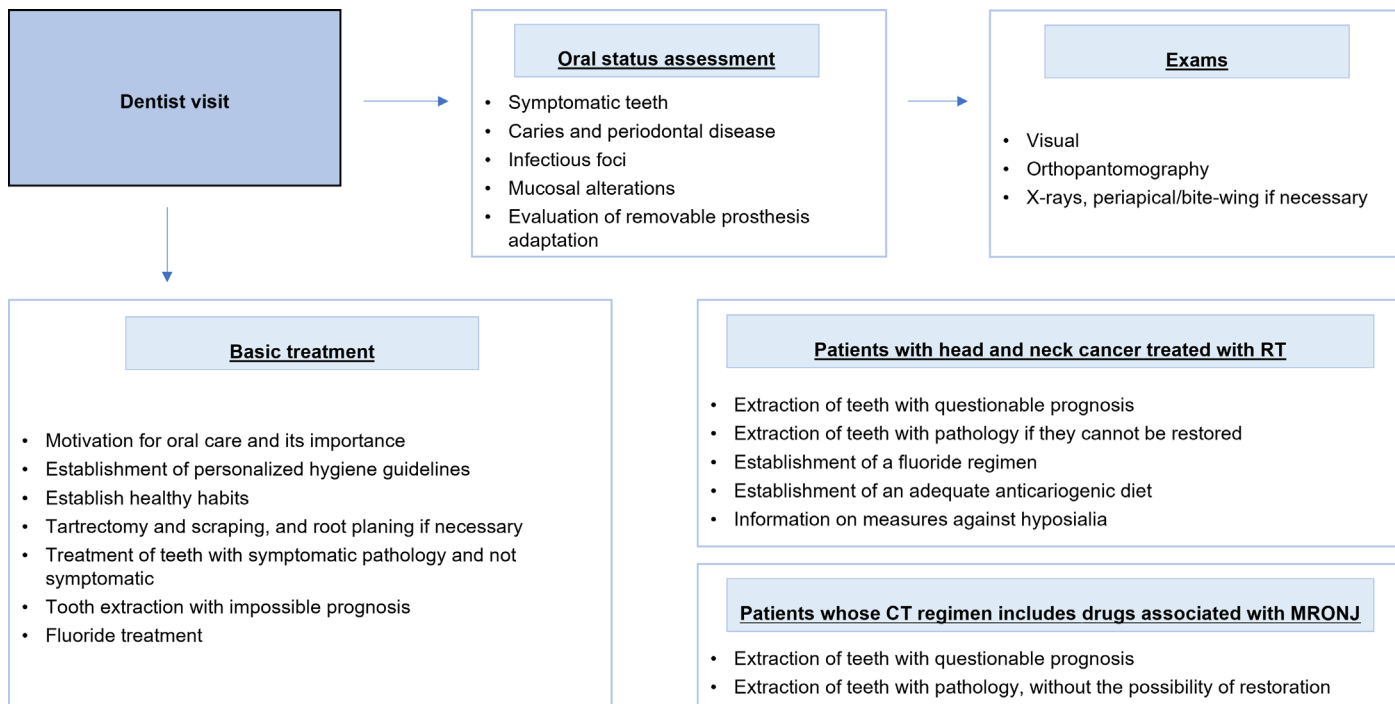 Dentist visit
Oral status assessment
• Symptomatic teeth
• Caries and periodontal disease
• Infectious foci
• Mucosal alterations
• Evaluation of removable prosthesis
adaptation
Exams
• Visual
• Orthopantomography
• X-rays, periapical/bite-wing if necessary
Basic treatment
• Motivation for oral care and its importance
• Establishment of personalized hygiene guidelines
• Establish healthy habits
• Tartrectomy and scraping, and root planing if necessary
• Treatment of teeth with symptomatic pathology and not
symptomatic
• Tooth extraction with impossible prognosis
• Fluoride treatment
Patients with head and neck cancer treated with RT
• Extraction of teeth with questionable prognosis
• Extraction of teeth with pathology if they cannot be restored
• Establishment of a fluoride regimen
• Establishment of an adequate anticariogenic diet
• Information on measures against hyposialia
Patients whose CT regimen includes drugs associated with MRONJ
• Extraction of teeth with questionable prognosis
• Extraction of teeth with pathology, without the possibility of restoration